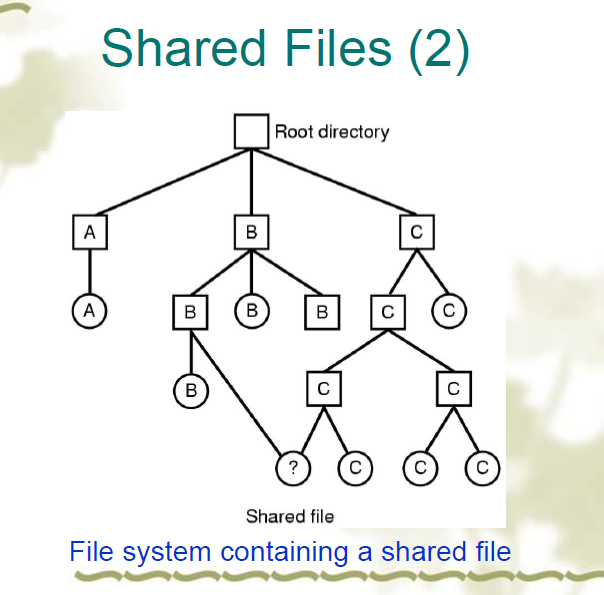 Shared Files (2)
Root directory
A B C
A B B B C C
B C C
? C C C
Shared file
File system containing a shared file